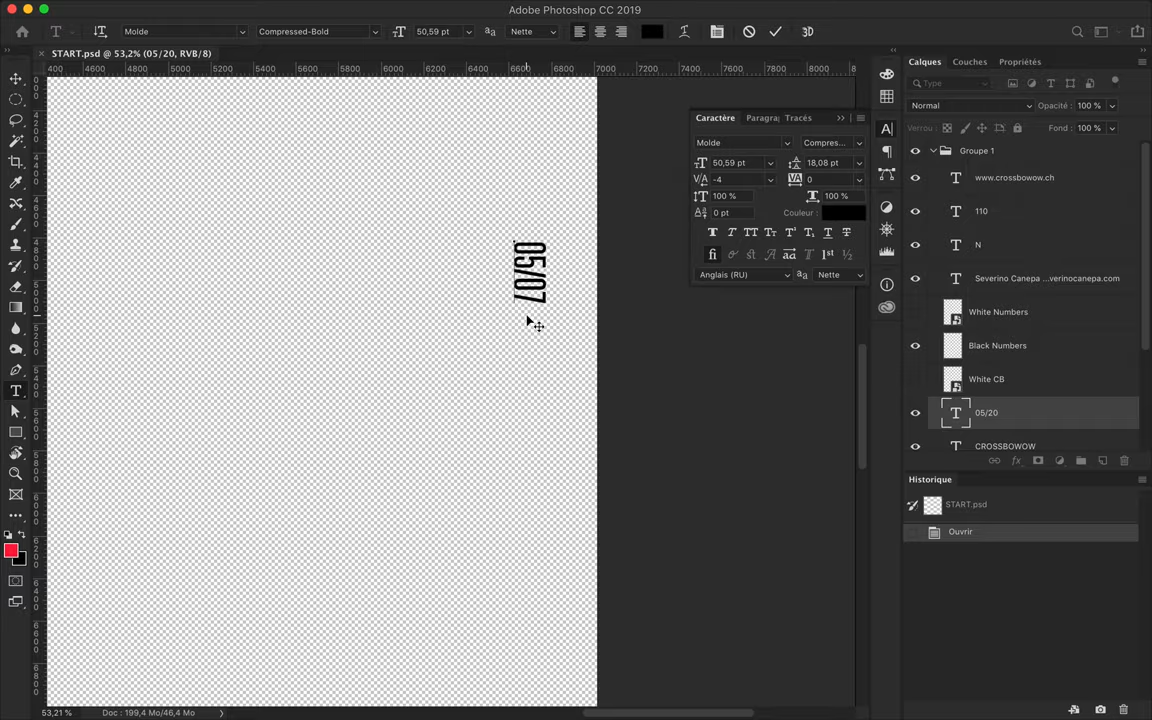 Adobe Photoshop CC 2019
Molde
Compressed-Bold
50,59 pt
Nette
3D
START.psd @ 53,2% (05/20, RVB/8)
400 4600 4800 5000 5200 5400 5600 5800 6000 6200 6400 6600 6800 7000 7200 7400 7600 7800 8000 8
05/07
Caractère
Paragra
Tracés
Molde
Compres...
50,59 pt
18,08 pt
-4
0
100 %
100 %
0 pt
Couleur :
Anglais (RU)
Nette
Calques
Couches
Propriétés
Type
Normal
Opacité : 100 %
Verrou :
Fond : 100 %
Groupe 1
www.crossbowow.ch
110
N
Severino Canepa ...verinocanepa.com
White Numbers
Black Numbers
White CB
05/20
CROSSBOWOW
Historique
START.psd
Ouvrir
53,21 %
Doc : 199,4 Mo/46,4 Mo